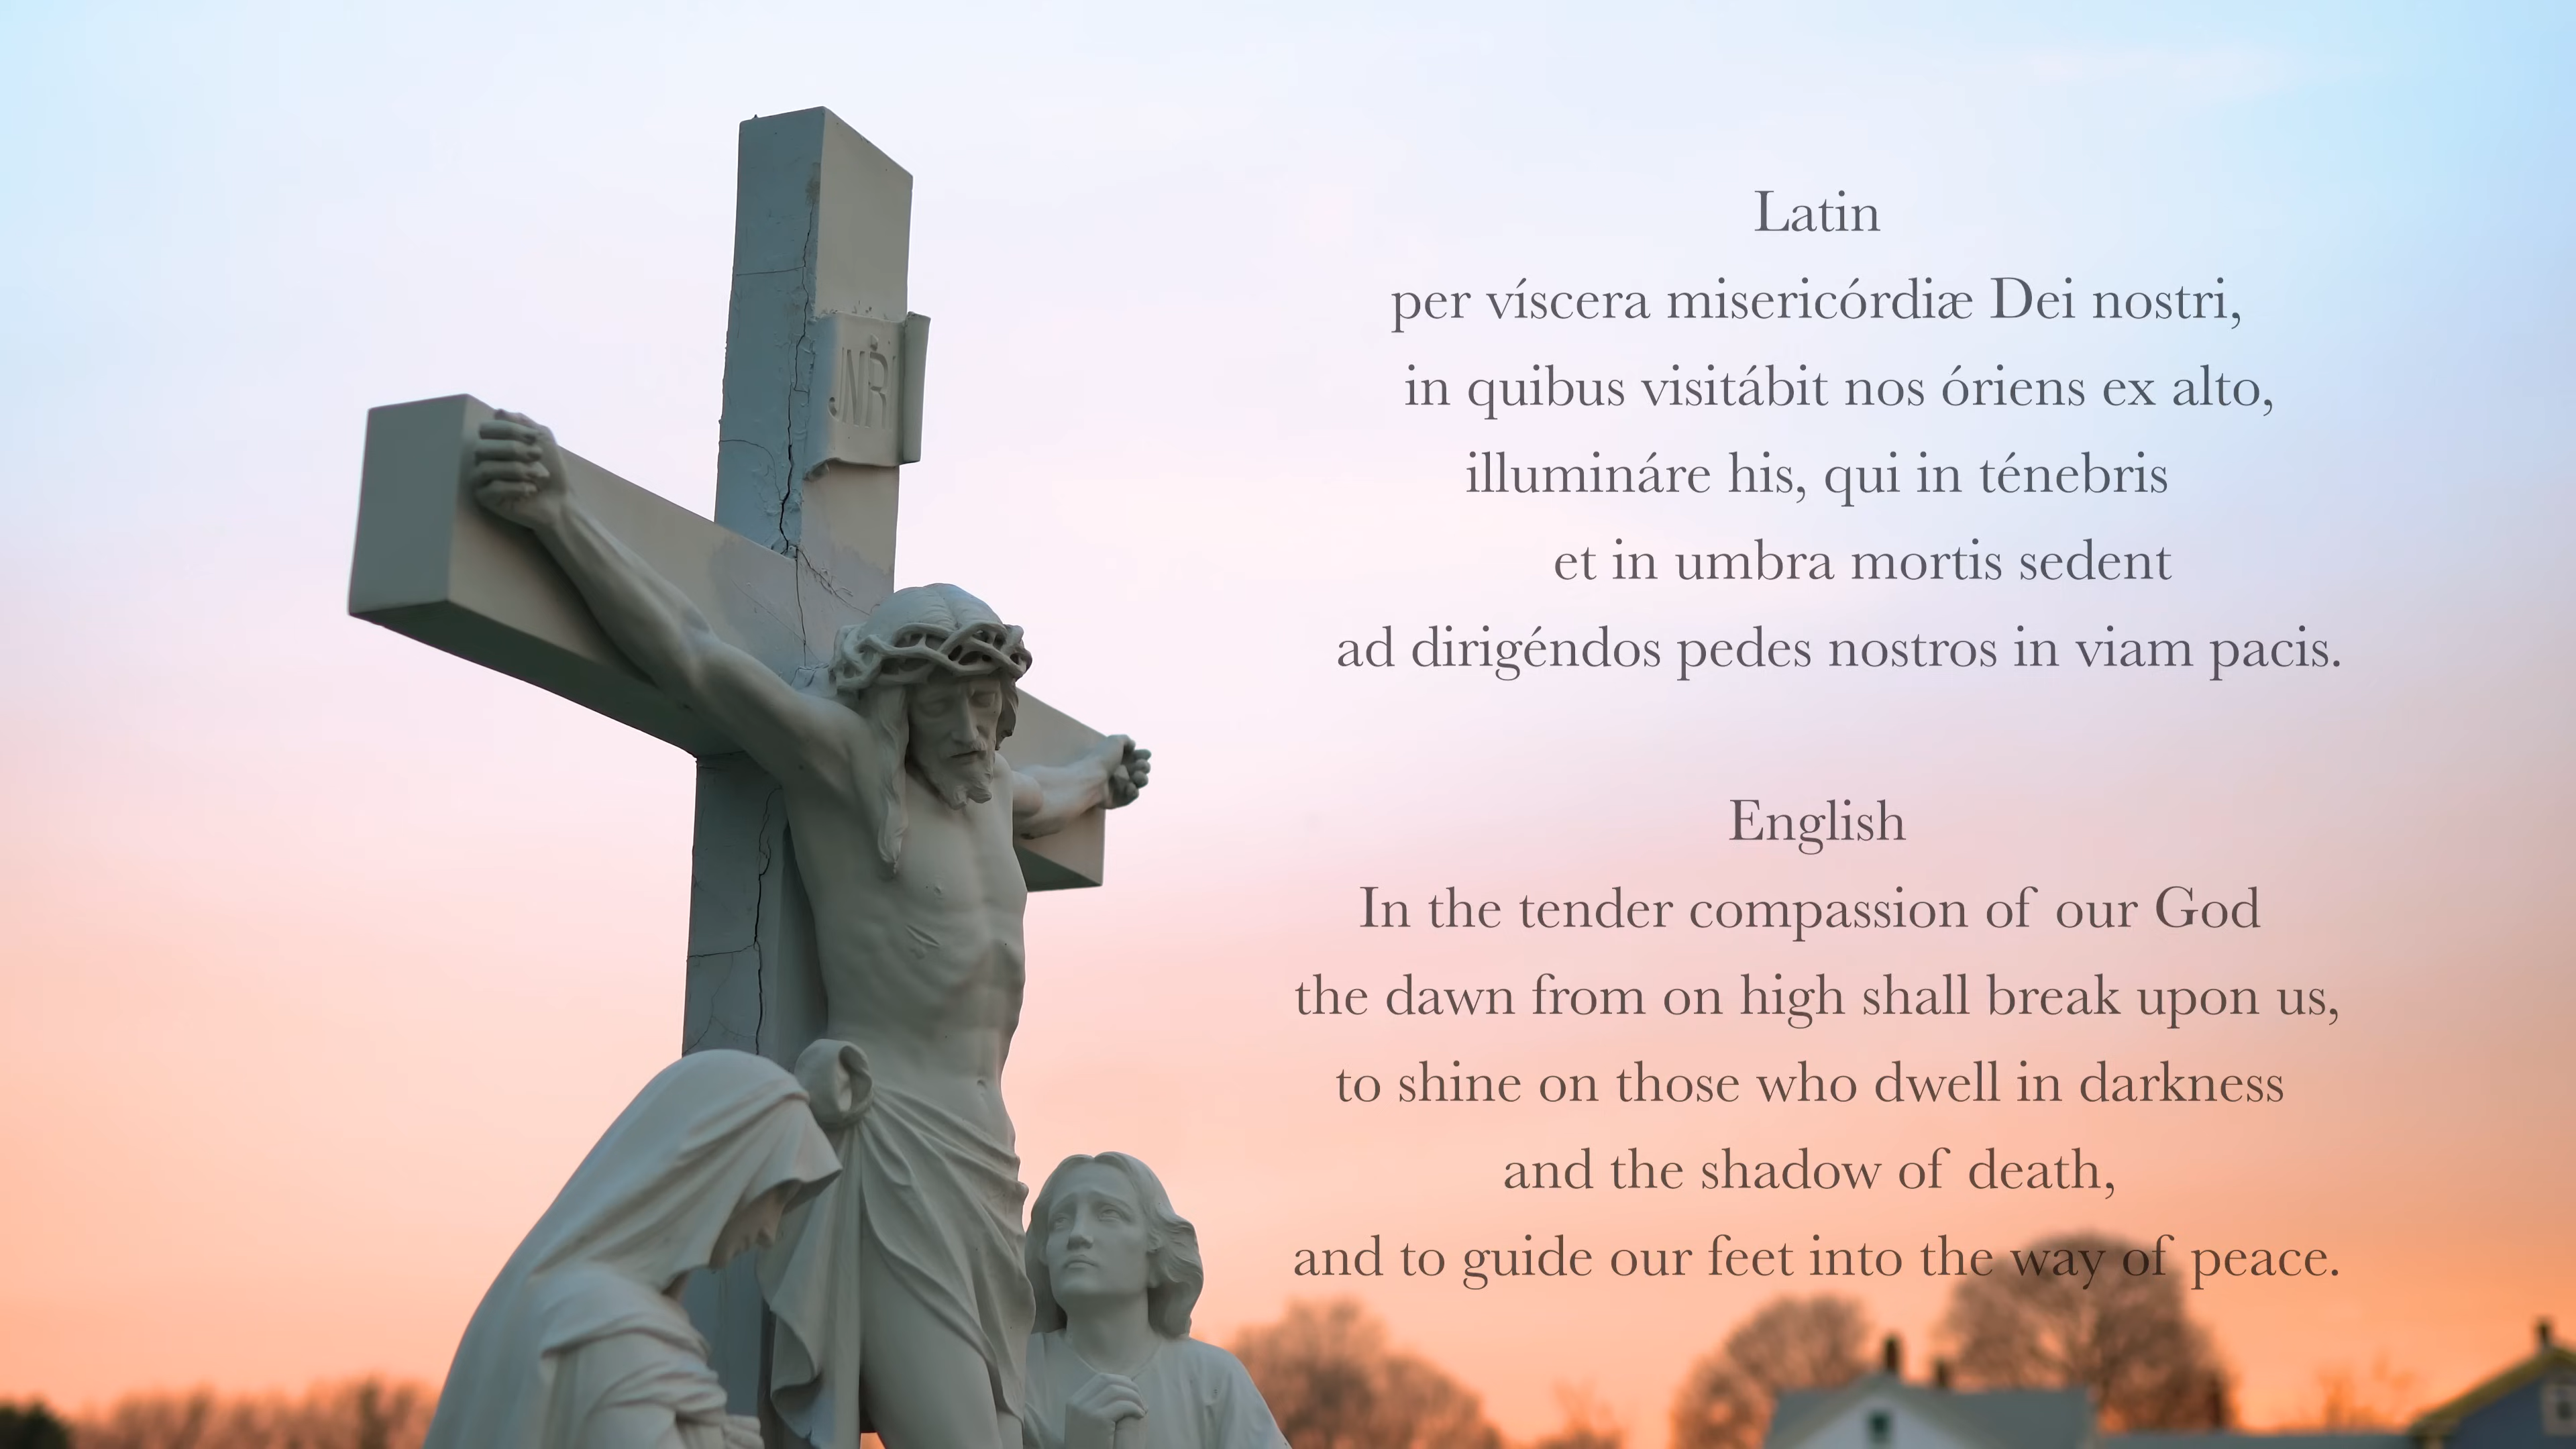 JNRI
Latin
per víscera misericórdiæ Dei nostri,
in quibus visitábit nos óriens ex alto,
illumináre his, qui in ténebris
et in umbra mortis sedent
ad dirigéndos pedes nostros in viam pacis.
English
In the tender compassion of our God
the dawn from on high shall break upon us,
to shine on those who dwell in darkness
and the shadow of death,
and to guide our feet into the way of peace.